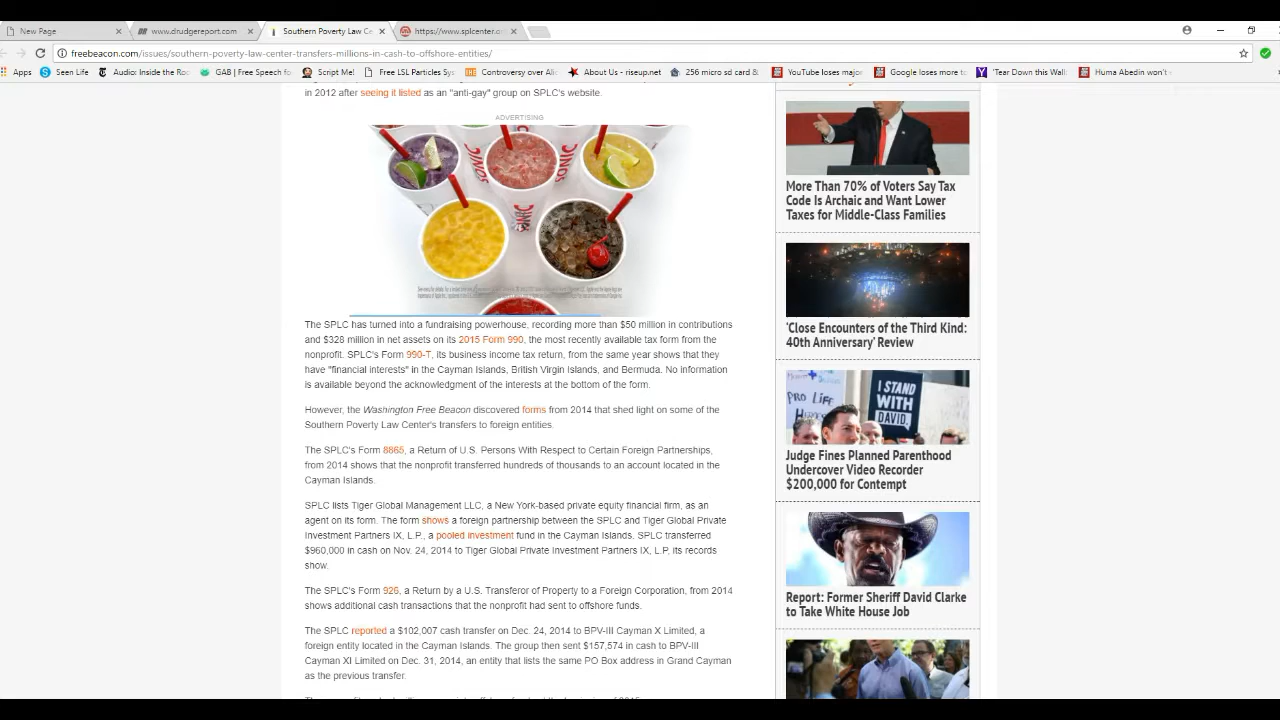 New Page
www.drudgereport.com
Southern Poverty Law Ce
https://www.splcenter.o
freebeacon.com/issues/southern-poverty-law-center-transfers-millions-in-cash-to-offshore-entities/
Apps
Seen Life
Audio: Inside the Roo
GAB | Free Speech fo
Script Mel
Free LSL Particles Sys
Controversy over Alic
About Us - riseup.net
256 micro sd card &
YouTube loses major
Google loses more to
'Tear Down this Wall
Huma Abedin won't
in 2012 after seeing it listed as an "anti-gay" group on SPLC's website.
ADVERTISING
SONIC
SONIC
The SPLC has turned into a fundraising powerhouse, recording more than $50 million in contributions
and $328 million in net assets on its 2015 Form 990, the most recently available tax form from the
nonprofit. SPLC's Form 990-T, its business income tax return, from the same year shows that they
have "financial interests" in the Cayman Islands, British Virgin Islands, and Bermuda. No information
is available beyond the acknowledgment of the interests at the bottom of the form.
However, the Washington Free Beacon discovered forms from 2014 that shed light on some of the
Southern Poverty Law Center's transfers to foreign entities.
The SPLC's Form 8865, a Return of U.S. Persons With Respect to Certain Foreign Partnerships,
from 2014 shows that the nonprofit transferred hundreds of thousands to an account located in the
Cayman Islands.
SPLC lists Tiger Global Management LLC, a New York-based private equity financial firm, as an
agent on its form. The form shows a foreign partnership between the SPLC and Tiger Global Private
Investment Partners IX, L.P., a pooled investment fund in the Cayman Islands. SPLC transferred
$960,000 in cash on Nov. 24, 2014 to Tiger Global Private Investment Partners IX, L.P, its records
show.
The SPLC's Form 926, a Return by a U.S. Transferor of Property to a Foreign Corporation, from 2014
shows additional cash transactions that the nonprofit had sent to offshore funds.
The SPLC reported a $102,007 cash transfer on Dec. 24, 2014 to BPV-III Cayman X Limited, a
foreign entity located in the Cayman Islands. The group then sent $157,574 in cash to BPV-III
Cayman XI Limited on Dec. 31, 2014, an entity that lists the same PO Box address in Grand Cayman
as the previous transfer.
More Than 70% of Voters Say Tax
Code Is Archaic and Want Lower
Taxes for Middle-Class Families
'Close Encounters of the Third Kind:
40th Anniversary' Review
PRO LIFE
I STAND
WITH
DAVID.
Judge Fines Planned Parenthood
Undercover Video Recorder
$200,000 for Contempt
Report: Former Sheriff David Clarke
to Take White House Job